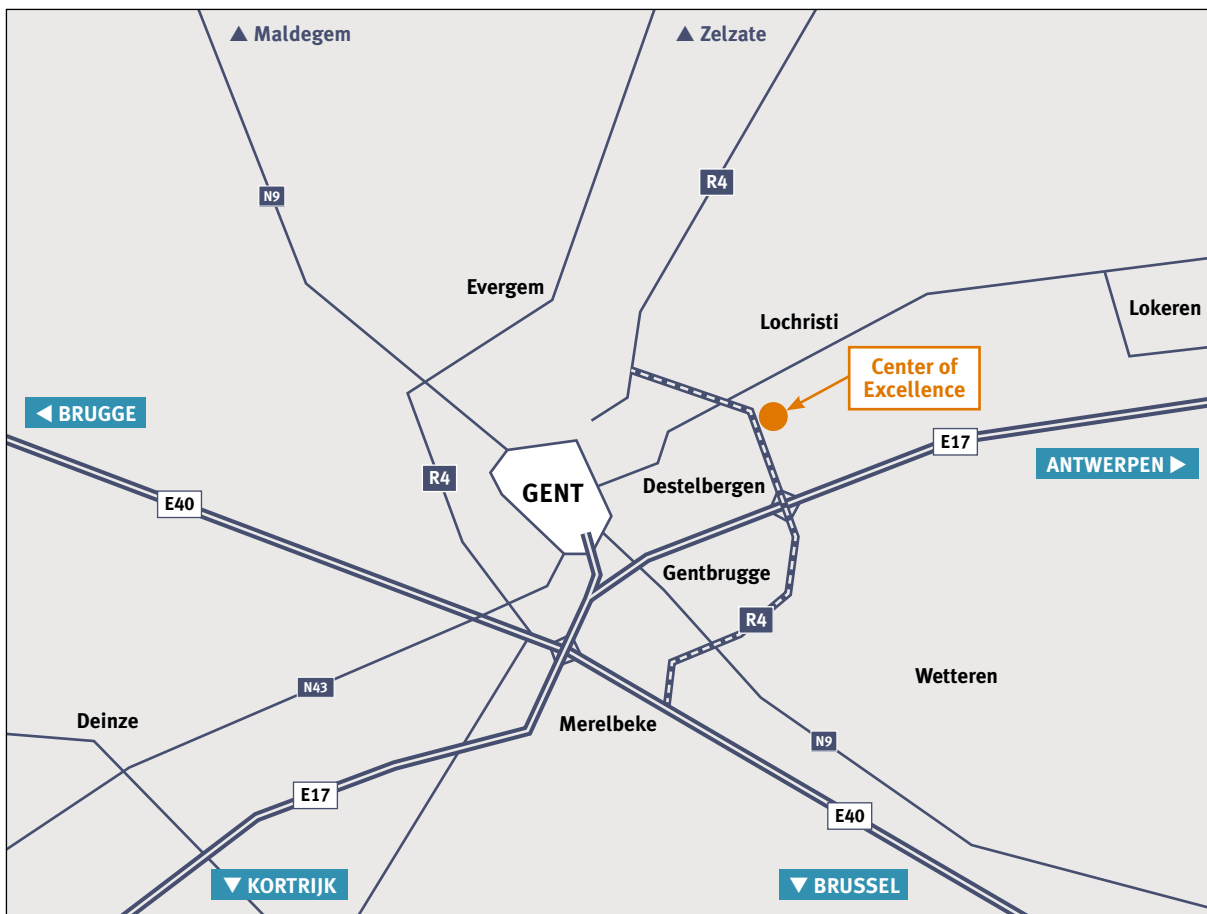 ▲ Maldegem
▲ Zelzate
R4
N9
Evergem
Lokeren
Lochristi
Center of
Excellence
◀ BRUGGE
E17
ANTWERPEN ▶
R4
GENT
Destelbergen
E40
Gentbrugge
R4
Wetteren
N43
Deinze
Merelbeke
N9
E17
E40
▼ KORTRIJK
▼ BRUSSEL